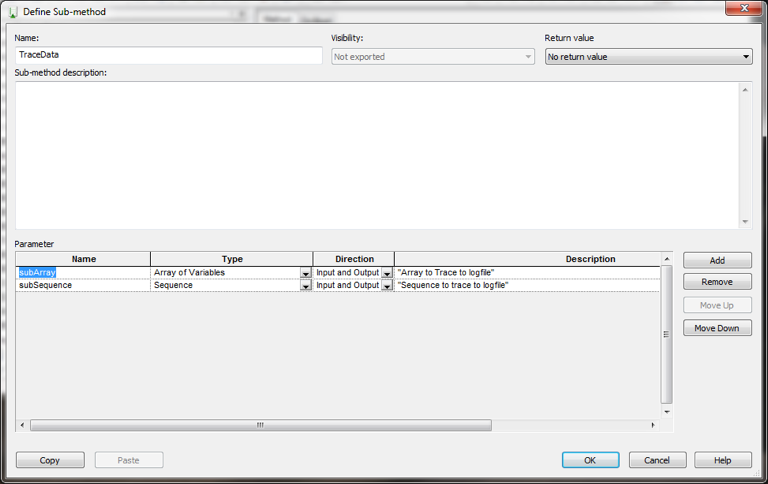 Define Sub-method
Name:
Visibility:
Return value
TraceData
Not exported
No return value
Sub-method description:
Parameter
Name Type Direction Description
subArray Array of Variables Input and Output "Array to Trace to logfile"
subSequence Sequence Input and Output "Sequence to trace to logfile"
Add
Remove
Move Up
Move Down
Copy
Paste
OK
Cancel
Help